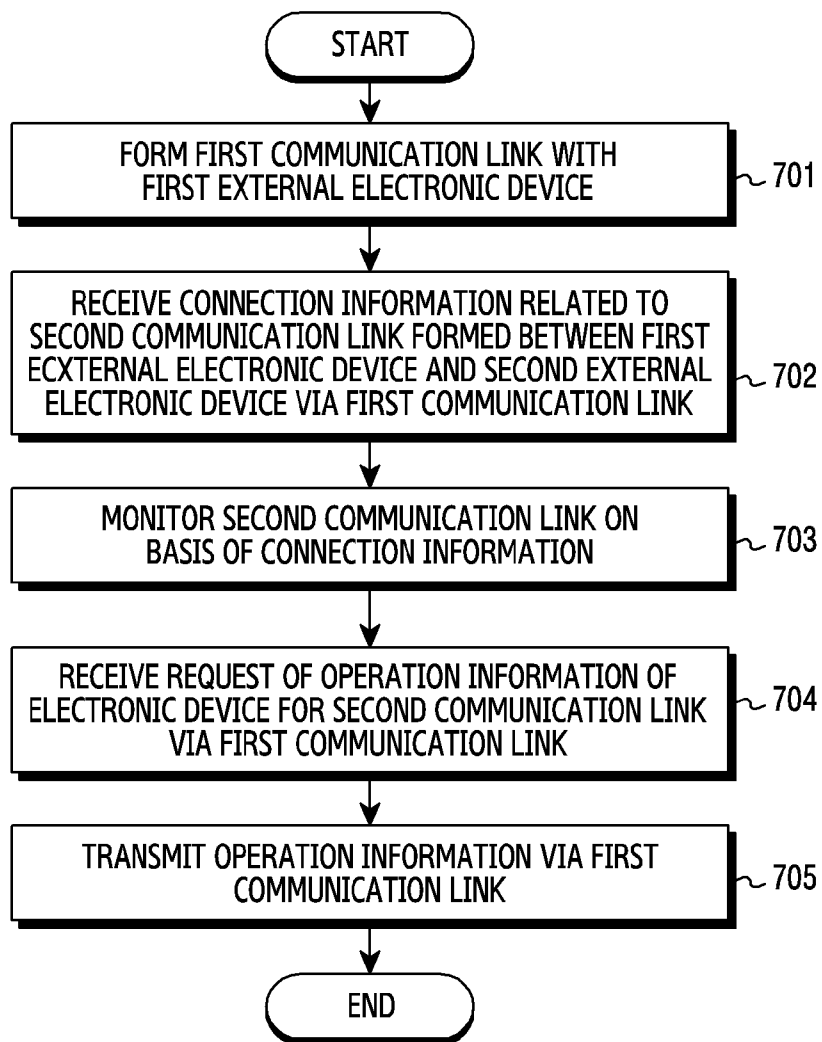 START
FORM FIRST COMMUNICATION LINK WITH
FIRST EXTERNAL ELECTRONIC DEVICE
701
RECEIVE CONNECTION INFORMATION RELATED TO
SECOND COMMUNICATION LINK FORMED BETWEEN FIRST
ECXTERNAL ELECTRONIC DEVICE AND SECOND EXTERNAL
ELECTRONIC DEVICE VIA FIRST COMMUNICATION LINK
702
MONITOR SECOND COMMUNICATION LINK ON
BASIS OF CONNECTION INFORMATION
703
RECEIVE REQUEST OF OPERATION INFORMATION OF
ELECTRONIC DEVICE FOR SECOND COMMUNICATION LINK
VIA FIRST COMMUNICATION LINK
704
TRANSMIT OPERATION INFORMATION VIA FIRST
COMMUNICATION LINK
705
END